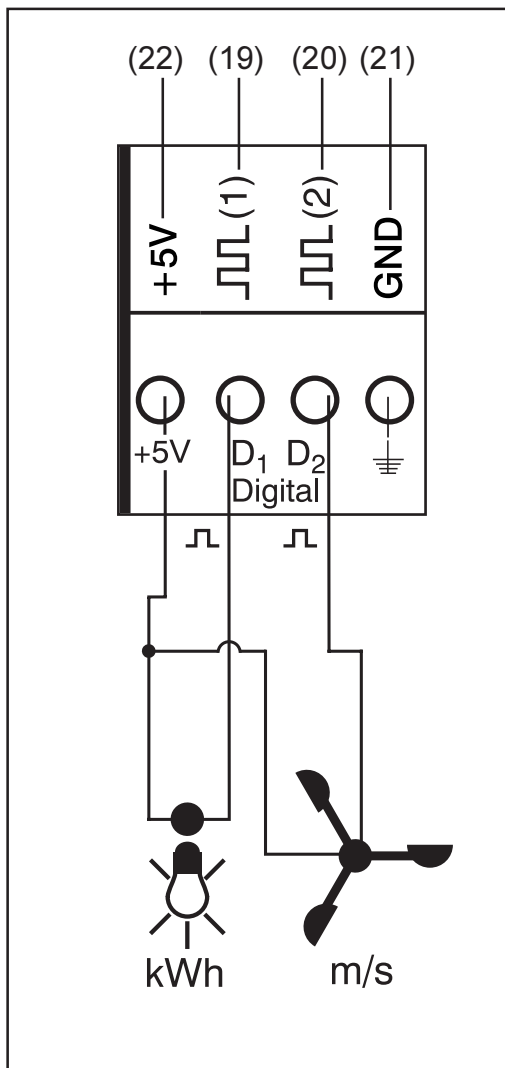 (22) (19) (20) (21)
+5V (1) (2) GND
+5V D₁ D₂
Digital
kWh m/s